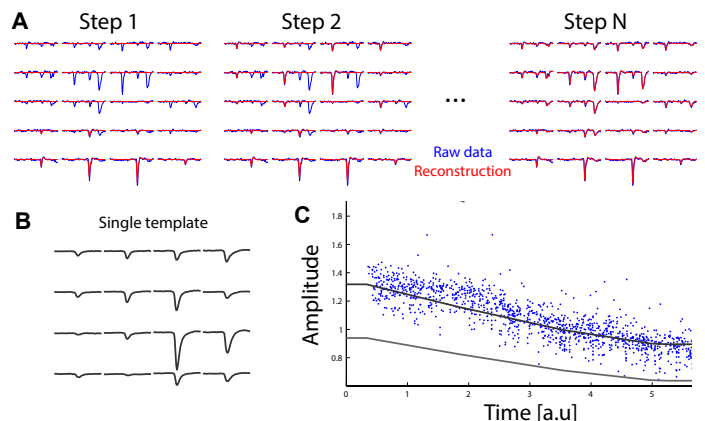 A
Step 1
Step 2
Step N
...
Raw data
Reconstruction
B
Single template
C
1.8
1.6
1.4
1.2
1
0.8
Amplitude
0
1
2
3
4
5
Time [a.u]